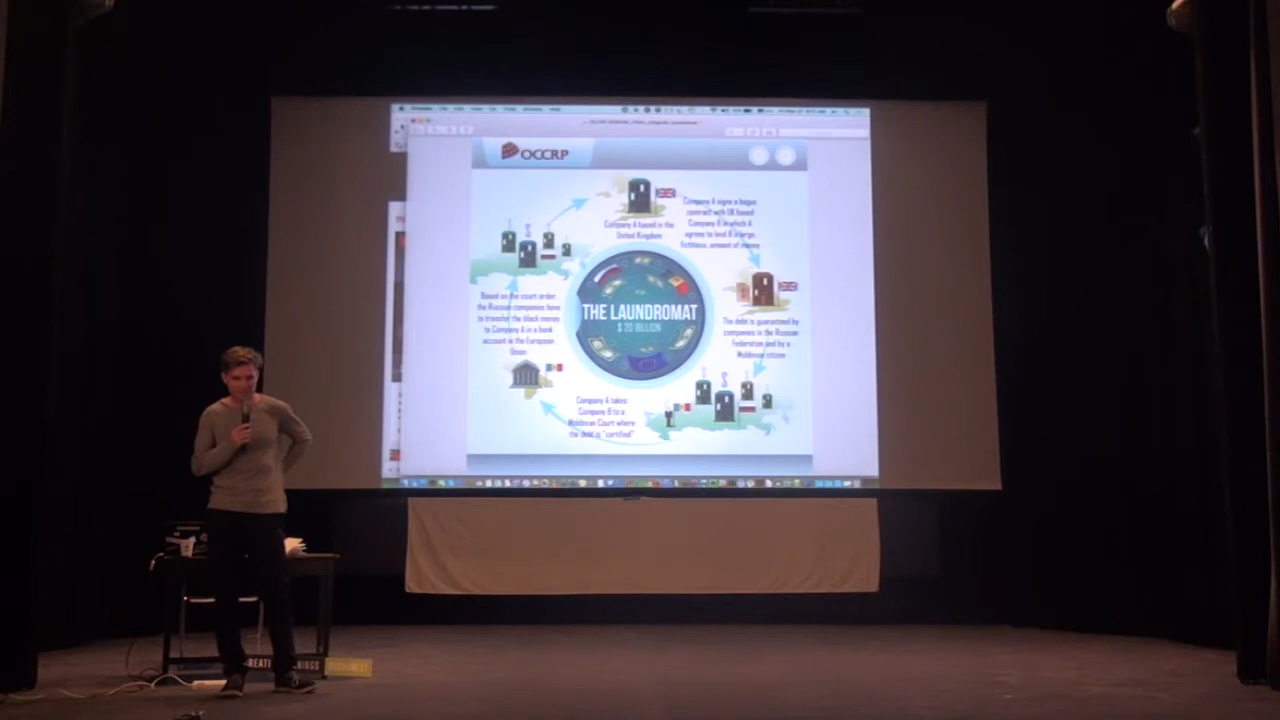 OCCRP
Company A based in the
United Kingdom
Company A signs a bogus
contract with UK based
Company B in which A
agrees to lend B a large,
fictitious, amount of money
The debt is guaranteed by
companies in the Russian
Federation and by a
Moldovan citizen
Company A takes
Company B to a
Moldovan Court where
the debt is "certified"
Based on the court order,
the Russian companies have
to transfer the black money
to Company A in a bank
account in the European
Union
THE LAUNDROMAT
$ 20 BILLION